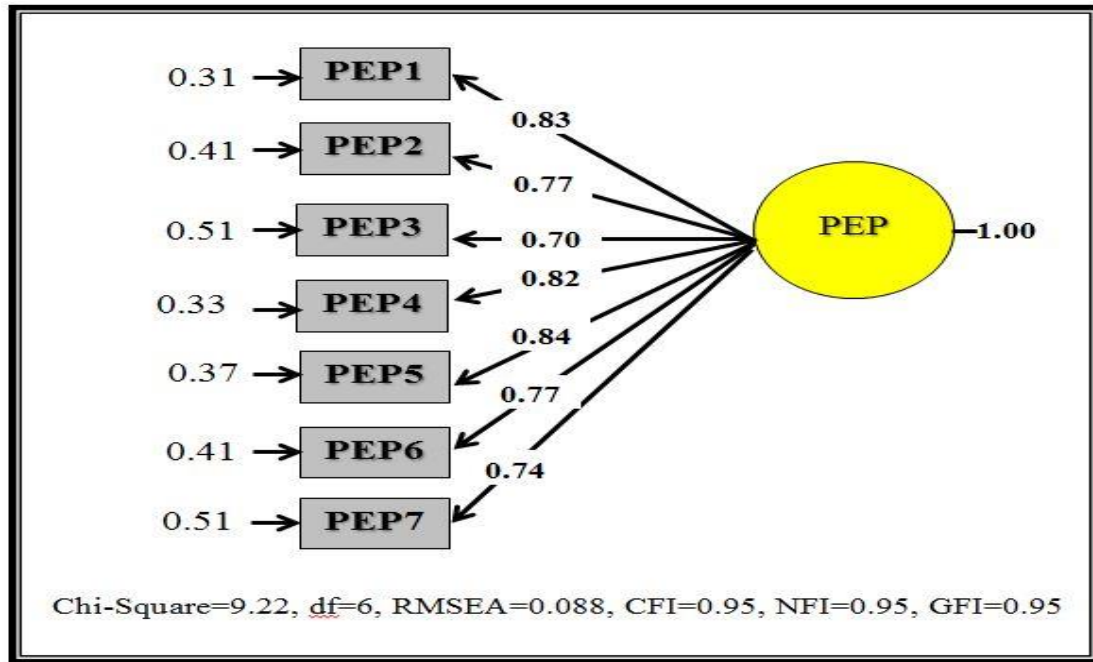 0.31 PEP1
0.83
0.41 PEP2
0.77
0.51 PEP3
0.70
PEP
1.00
0.82
0.33 PEP4
0.84
0.37 PEP5
0.77
0.41 PEP6
0.74
0.51 PEP7
Chi-Square=9.22, df=6, RMSEA=0.088, CFI=0.95, NFI=0.95, GFI=0.95